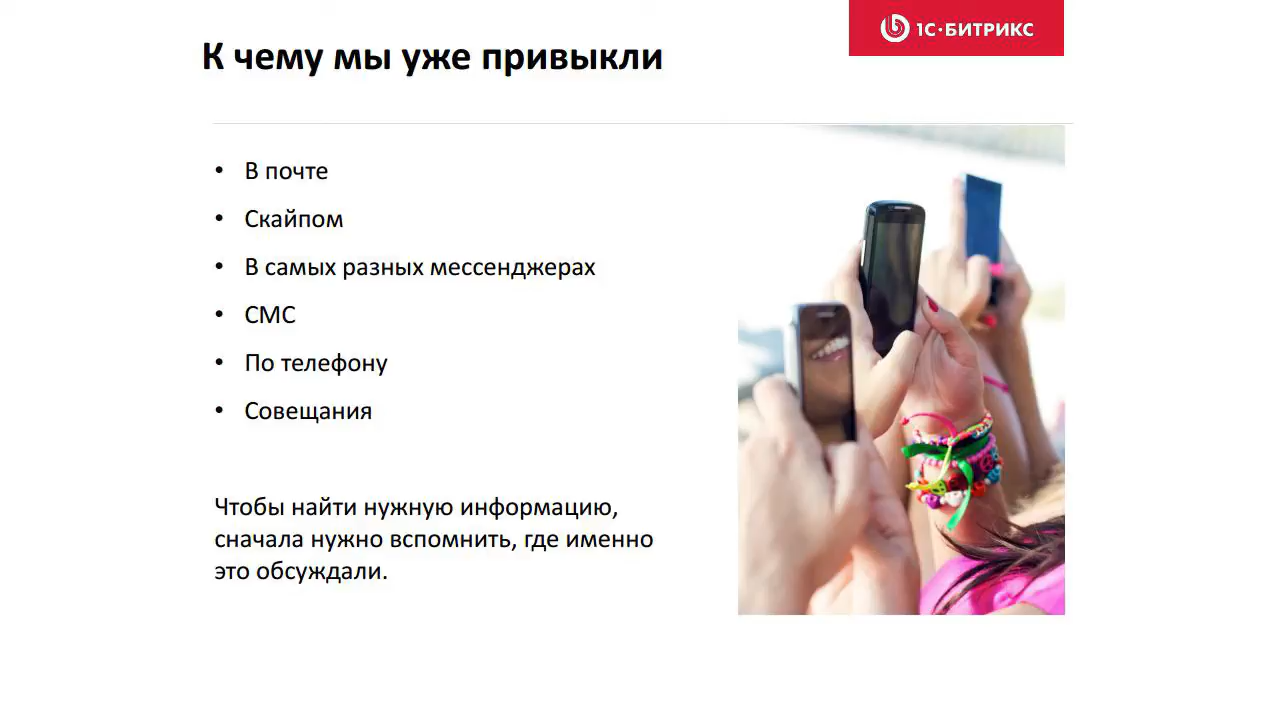 К чему мы уже привыкли
1С·БИТРИКС
• В почте
• Скайпом
• В самых разных мессенджерах
• СМС
• По телефону
• Совещания
Чтобы найти нужную информацию,
сначала нужно вспомнить, где именно
это обсуждали.